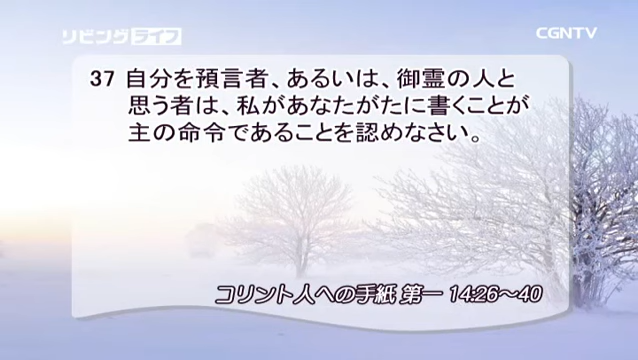 リビングライフ
CGNTV
37 自分を預言者、あるいは、御霊の人と
思う者は、私があなたがたに書くことが
主の命令であることを認めなさい。
コリント人への手紙 第一 14:26～40